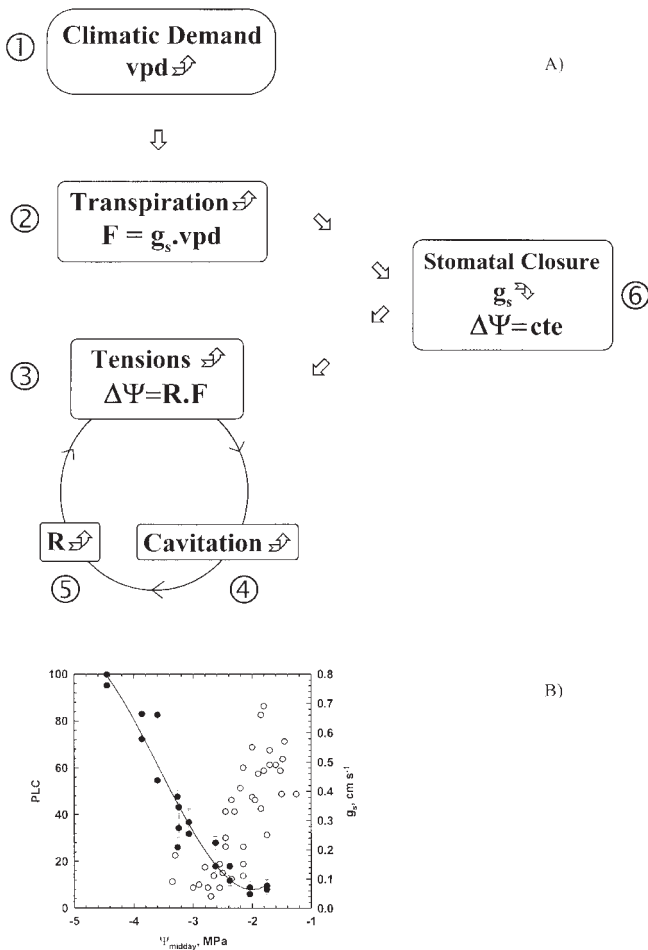 ①
Climatic Demand
vpd
A)
②
Transpiration
F = gs.vpd
Stomatal Closure
gs
ΔΨ=cte
⑥
③
Tensions
ΔΨ=R.F
R
Cavitation
⑤
④
B)
100
80
60
40
20
0
PLC
0.8
0.7
0.6
0.5
0.4
0.3
0.2
0.1
0.0
gs, cm s-1
-5 -4 -3 -2 -1
Ψmidday, MPa